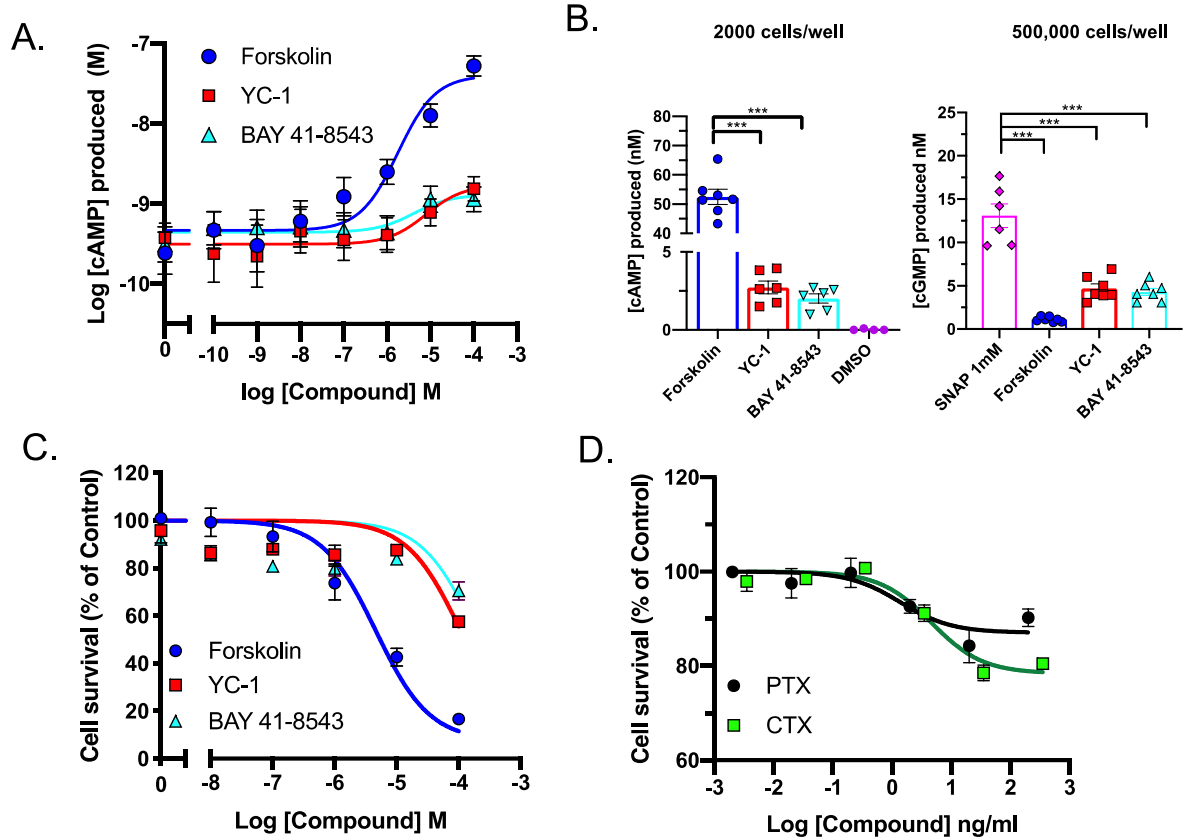 A.
Log [cAMP] produced (M)
-7
-8
-9
-10
Forskolin
YC-1
BAY 41-8543
0
-10
-9
-8
-7
-6
-5
-4
-3
log [Compound] M
B.
2000 cells/well
[cAMP] produced (nM)
80
70
60
50
40
5
0
***
***
Forskolin
YC-1
BAY 41-8543
DMSO
500,000 cells/well
[cGMP] produced nM
25
20
15
10
5
0
***
***
***
SNAP 1mM
Forskolin
YC-1
BAY 41-8543
C.
Cell survival (% of Control)
120
100
80
60
40
20
0
Forskolin
YC-1
BAY 41-8543
0
-8
-7
-6
-5
-4
Log [Compound] M
D.
Cell survival (% of Control)
120
100
80
60
PTX
CTX
-3
-2
-1
0
1
2
3
Log [Compound] ng/ml